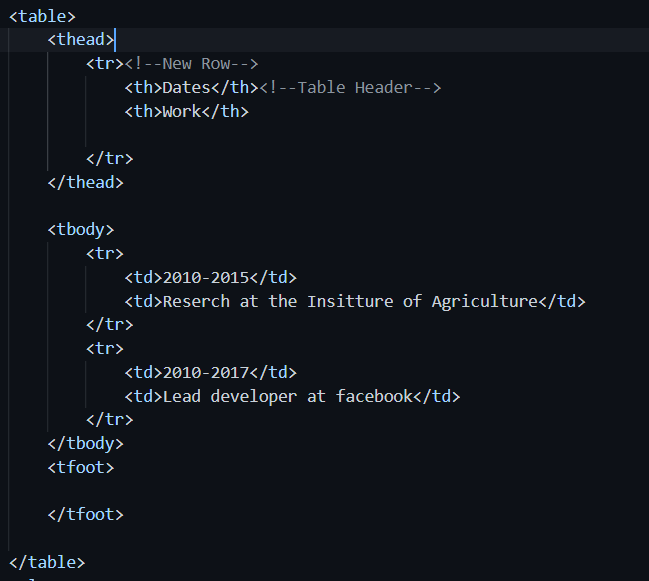 <table>
<thead>
<tr><!--New Row-->
<th>Dates</th><!--Table Header-->
<th>Work</th>
</tr>
</thead>
<tbody>
<tr>
<td>2010-2015</td>
<td>Reserch at the Insitture of Agriculture</td>
</tr>
<tr>
<td>2010-2017</td>
<td>Lead developer at facebook</td>
</tr>
</tbody>
<tfoot>
</tfoot>
</table>